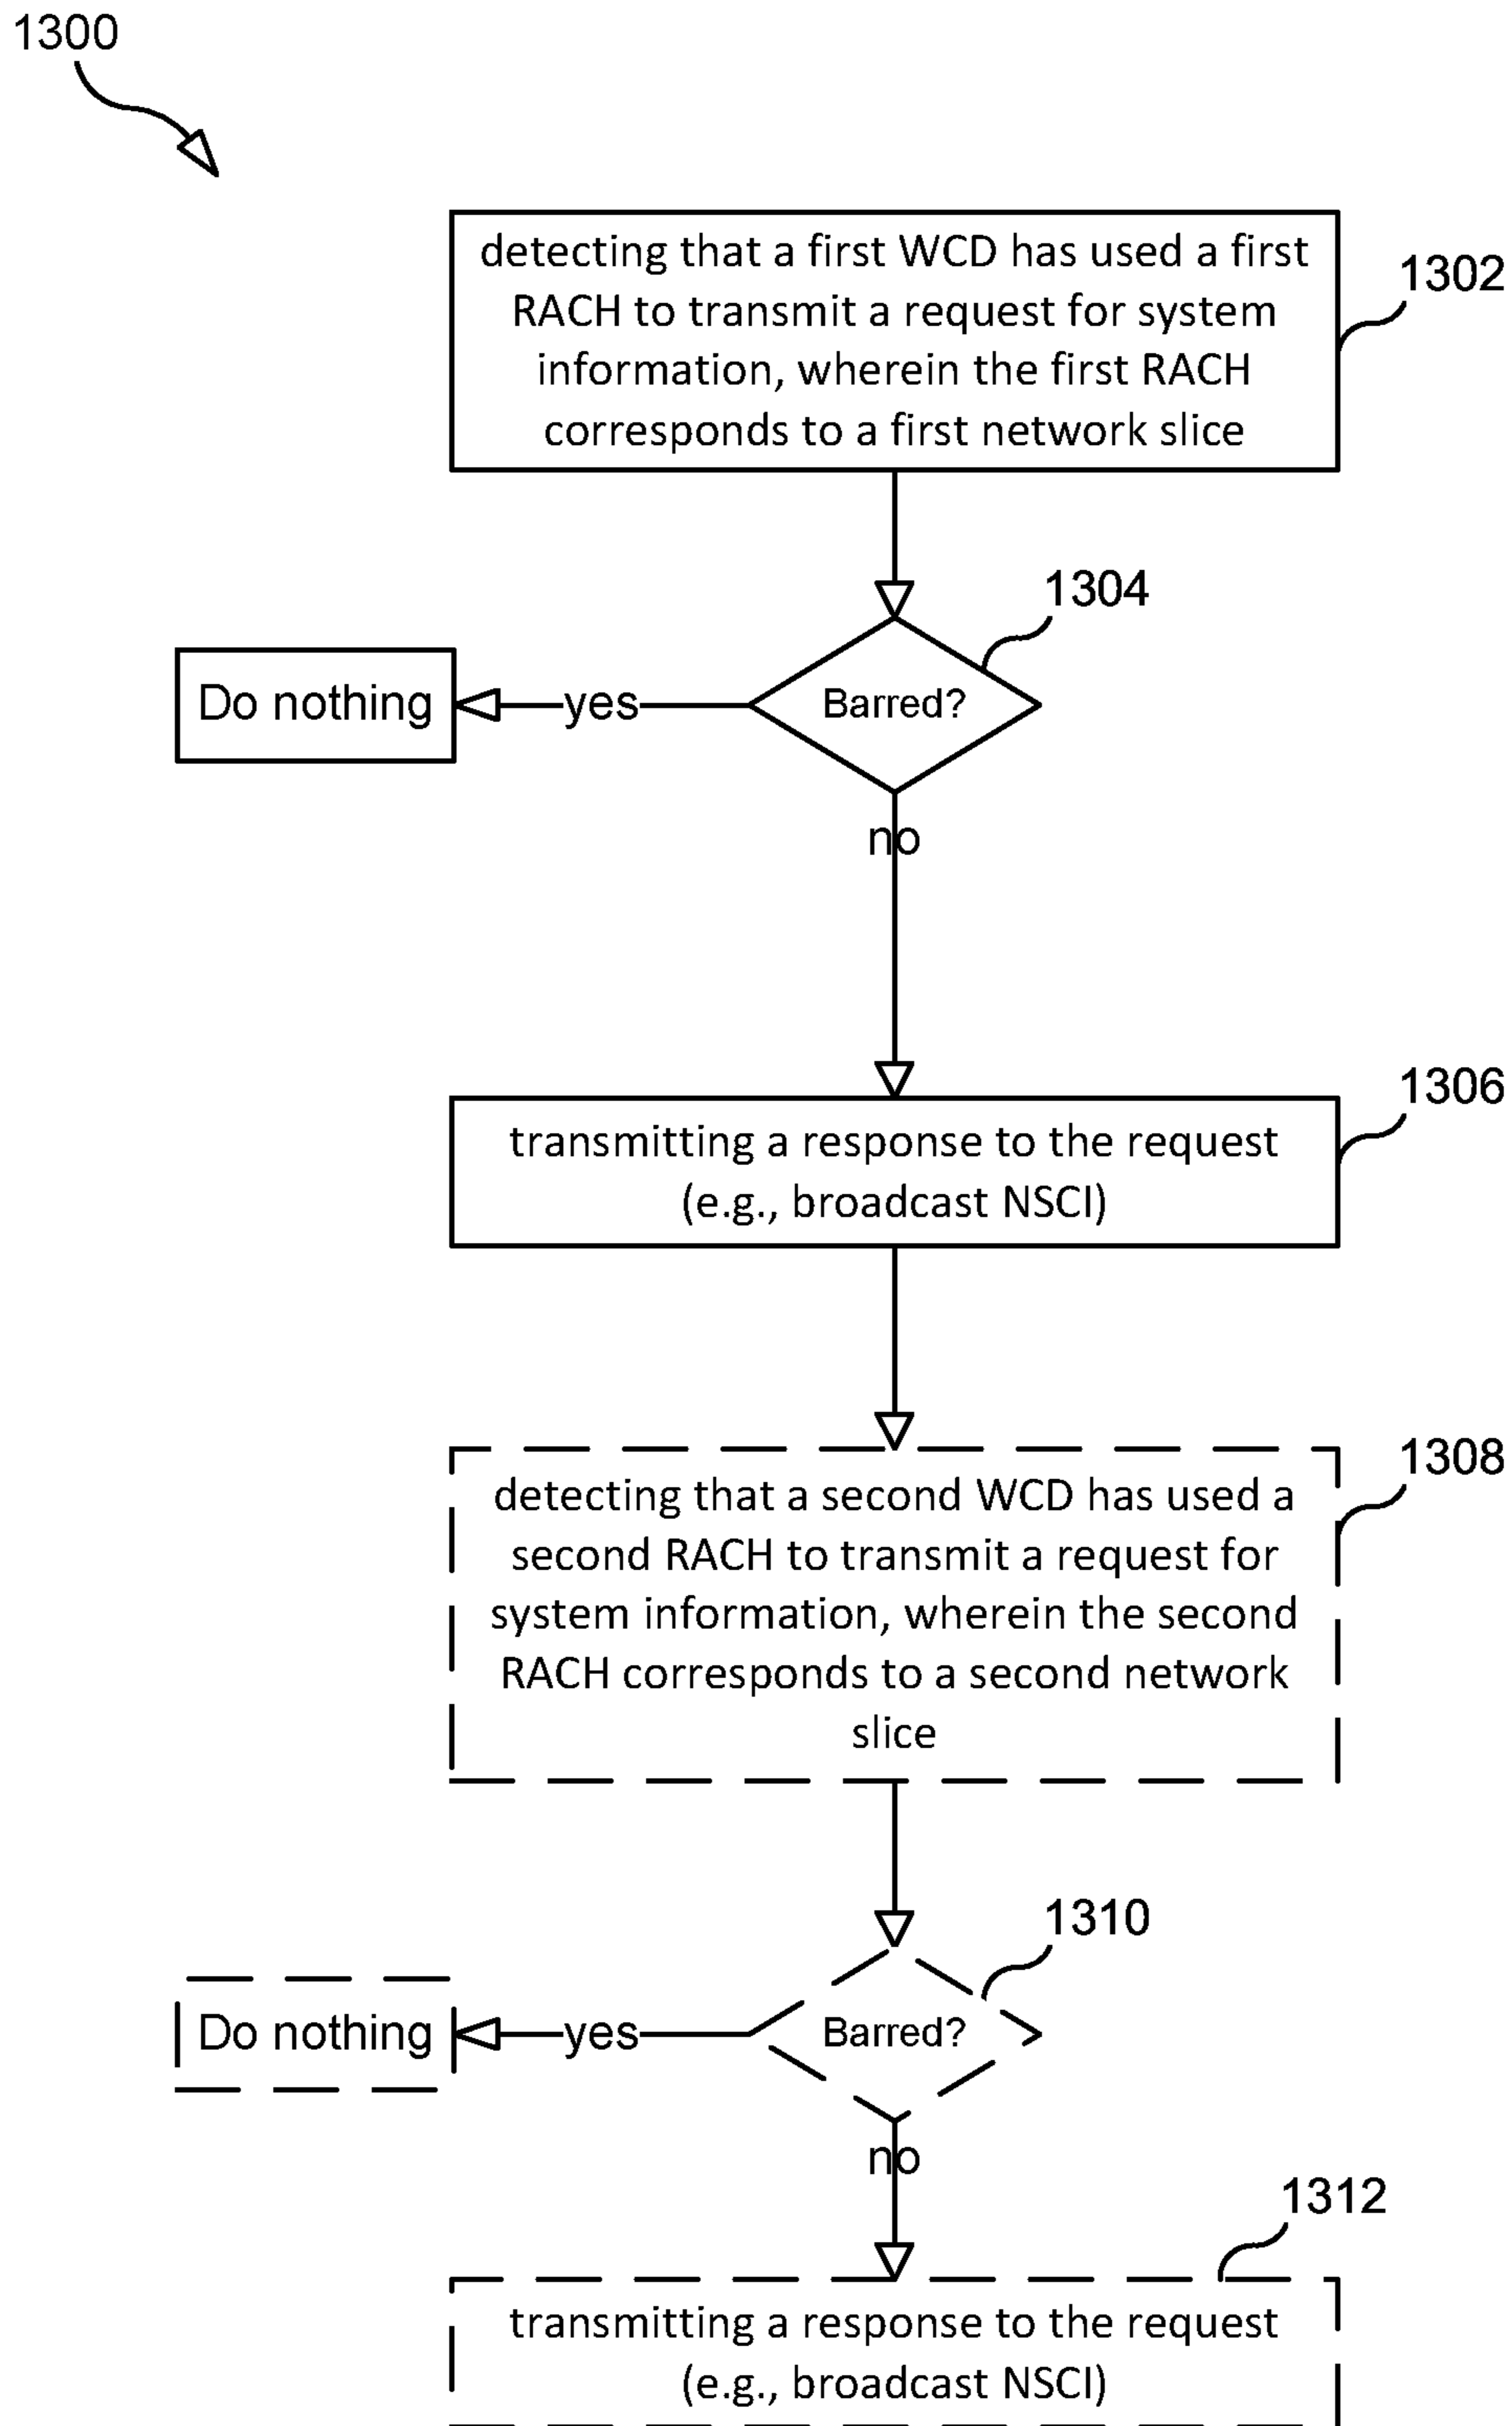 1300
detecting that a first WCD has used a first
RACH to transmit a request for system
information, wherein the first RACH
corresponds to a first network slice
1302
1304
Barred?
yes
Do nothing
no
1306
transmitting a response to the request
(e.g., broadcast NSCI)
1308
detecting that a second WCD has used a
second RACH to transmit a request for
system information, wherein the second
RACH corresponds to a second network
slice
1310
Barred?
yes
Do nothing
no
1312
transmitting a response to the request
(e.g., broadcast NSCI)